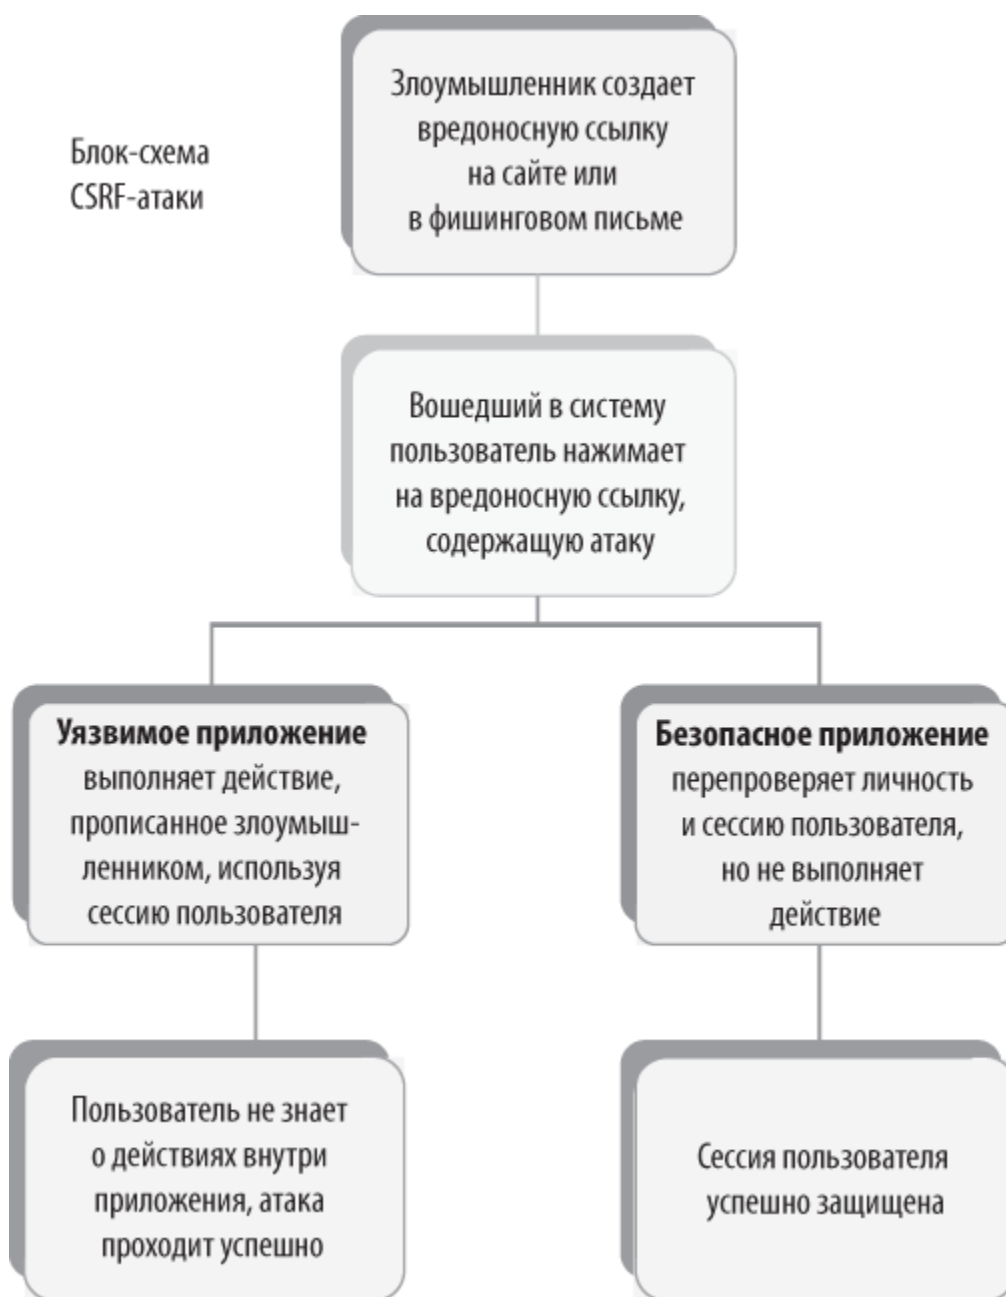 Блок-схема
CSRF-атаки
Злоумышленник создает
вредоносную ссылку
на сайте или
в фишинговом письме
Вошедший в систему
пользователь нажимает
на вредоносную ссылку,
содержащую атаку
Уязвимое приложение
выполняет действие,
прописанное злоумыш-
ленником, используя
сессию пользователя
Безопасное приложение
перепроверяет личность
и сессию пользователя,
но не выполняет
действие
Пользователь не знает
о действиях внутри
приложения, атака
проходит успешно
Сессия пользователя
успешно защищена